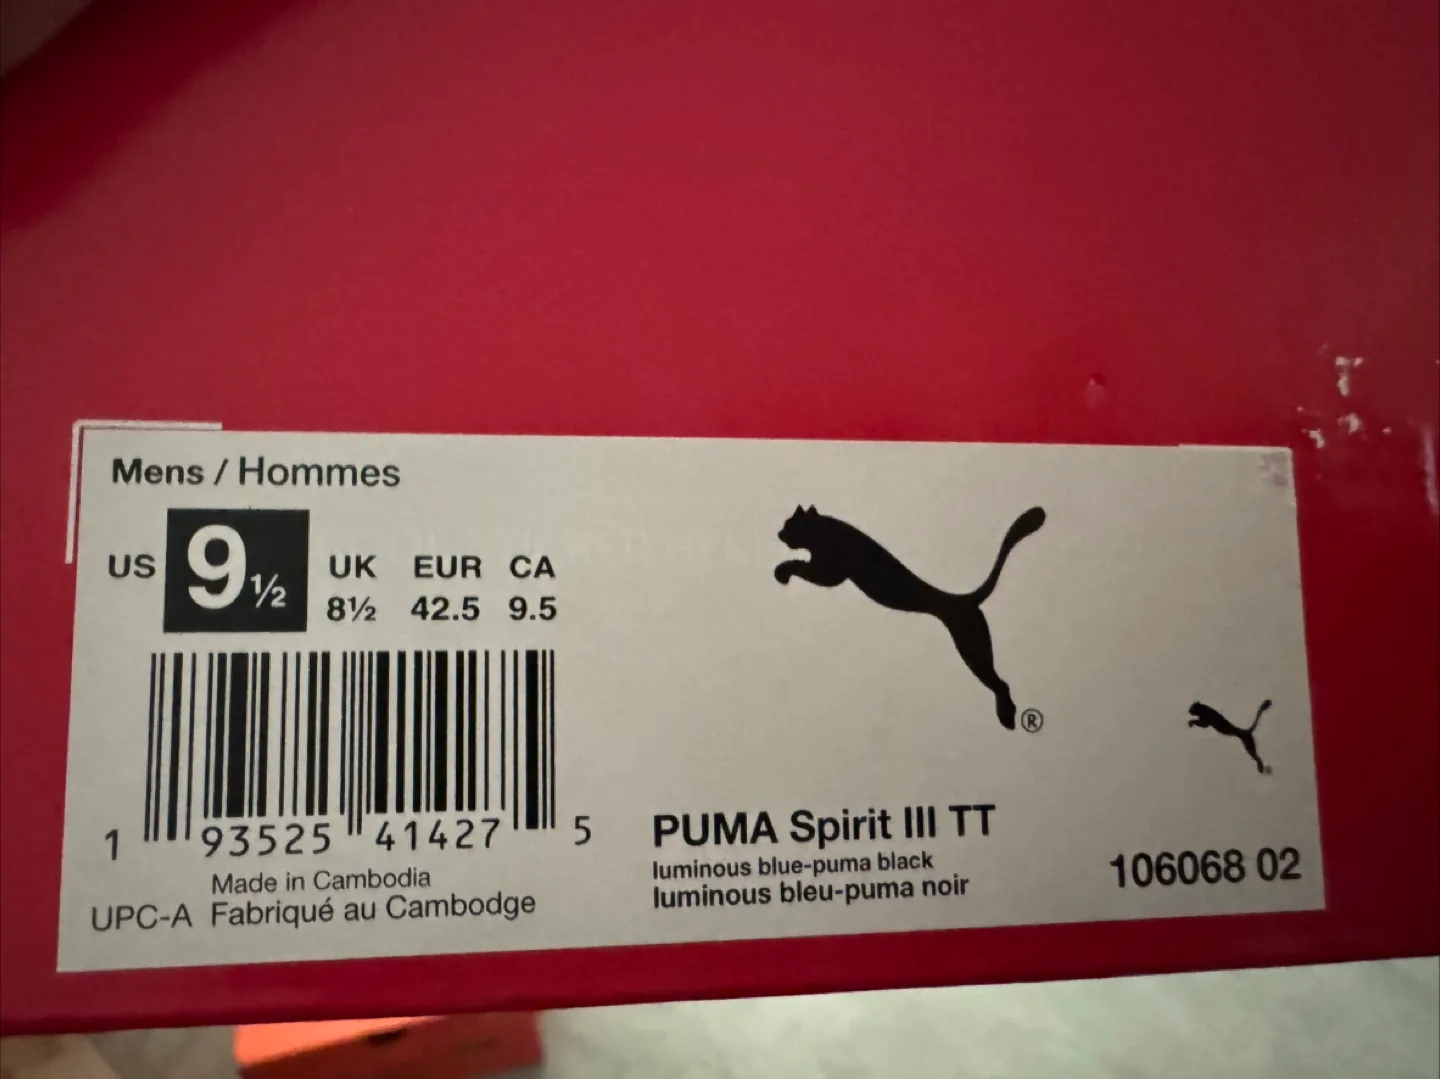 Mens / Hommes
US 9½ UK EUR CA
8½ 42.5 9.5
1 93525 41427 5
Made in Cambodia
UPC-A Fabriqué au Cambodge
®
PUMA Spirit III TT
luminous blue-puma black
luminous bleu-puma noir
106068 02